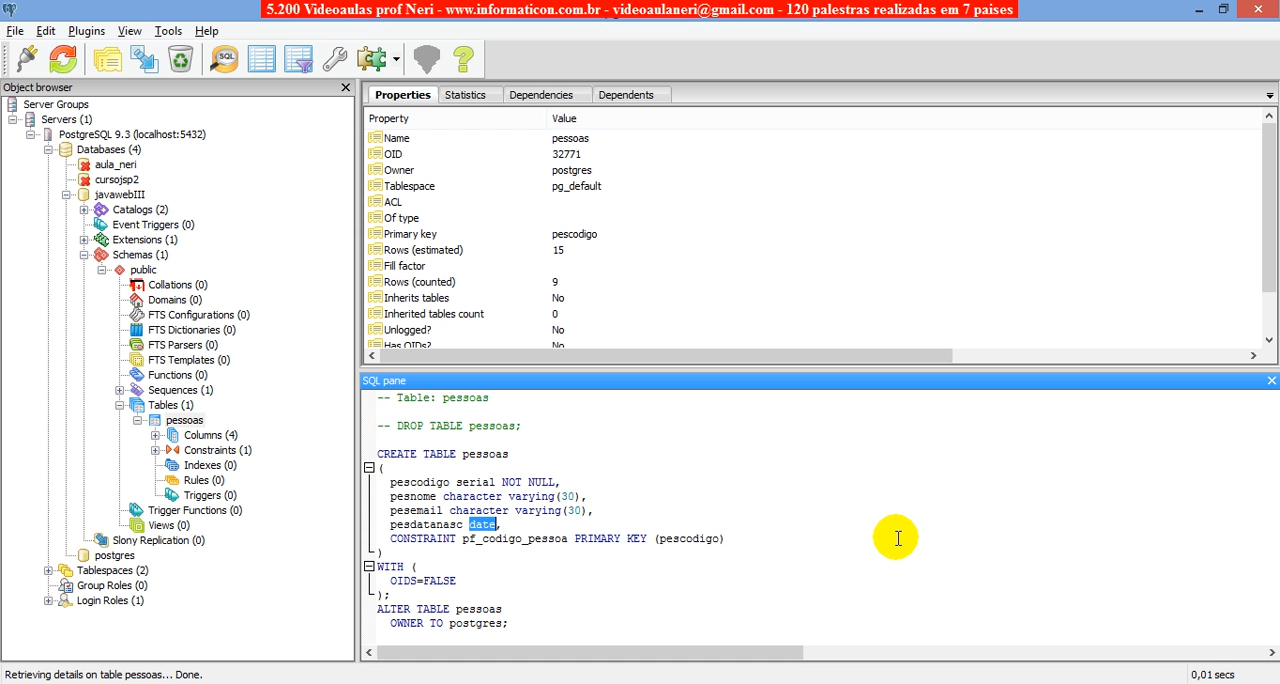 5.200 Videoaulas prof Neri - www.informaticon.com.br - videoaulaneri@gmail.com - 120 palestras realizadas em 7 paises
File Edit Plugins View Tools Help
SQL
Object browser
Server Groups
Servers (1)
PostgreSQL 9.3 (localhost:5432)
Databases (4)
aula_neri
cursojsp2
javawebIII
Catalogs (2)
Event Triggers (0)
Extensions (1)
Schemas (1)
public
Collations (0)
Domains (0)
FTS Configurations (0)
FTS Dictionaries (0)
FTS Parsers (0)
FTS Templates (0)
Functions (0)
Sequences (1)
Tables (1)
pessoas
Columns (4)
Constraints (1)
Indexes (0)
Rules (0)
Triggers (0)
Trigger Functions (0)
Views (0)
Slony Replication (0)
postgres
Tablespaces (2)
Group Roles (0)
Login Roles (1)
Properties Statistics Dependencies Dependents
Property Value
Name pessoas
OID 32771
Owner postgres
Tablespace pg_default
ACL
Of type
Primary key pescodigo
Rows (estimated) 15
Fill factor
Rows (counted) 9
Inherits tables No
Inherited tables count 0
Unlogged? No
Has OIDs? No
SQL pane
-- Table: pessoas
-- DROP TABLE pessoas;
CREATE TABLE pessoas
(
pescodigo serial NOT NULL,
pesnome character varying(30),
pesemail character varying(30),
pesdatanasc date,
CONSTRAINT pf_codigo_pessoa PRIMARY KEY (pescodigo)
)
WITH (
OIDS=FALSE
);
ALTER TABLE pessoas
OWNER TO postgres;
Retrieving details on table pessoas... Done. 0,01 secs